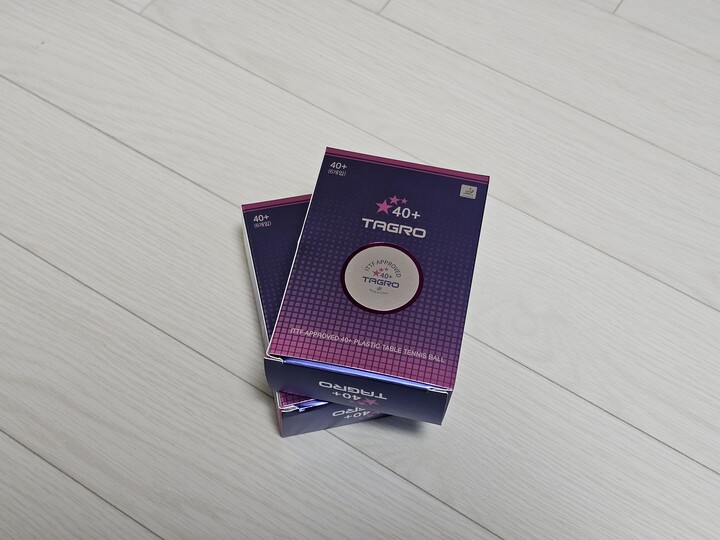 40+
(6개입)
40+
TAGRO
ITTF APPROVED
40+
TAGRO
ITTF-APPROVED 40+ PLASTIC TABLE TENNIS BALL
40+
TAGRO
40+
(6개입)
40+
TAGRO